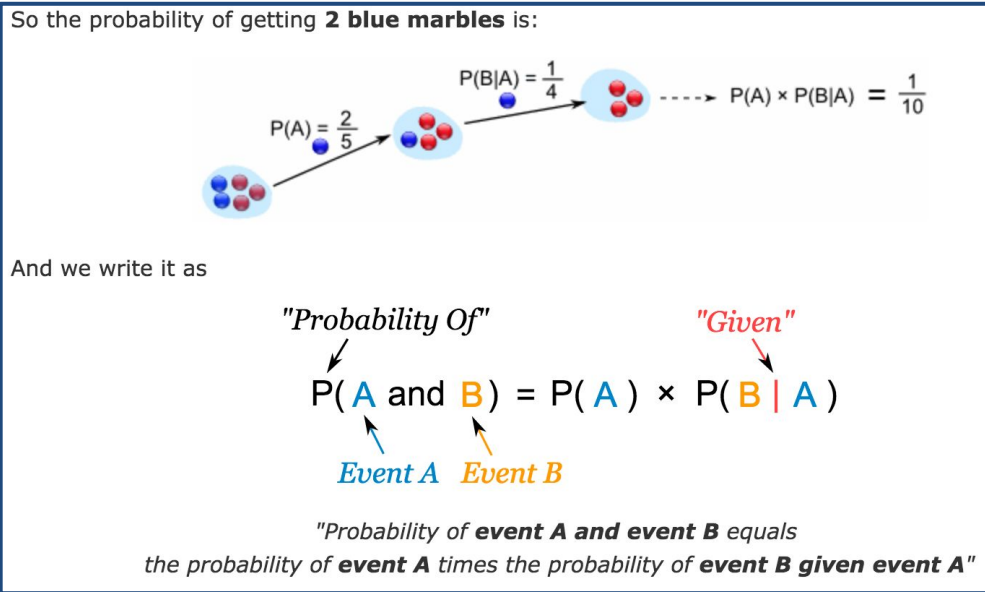 So the probability of getting 2 blue marbles is:
P(A) = 2/5
P(B|A) = 1/4
P(A) × P(B|A) = 1/10
And we write it as
"Probability Of" "Given"
P( A and B ) = P( A ) × P( B | A )
Event A Event B
"Probability of event A and event B equals
the probability of event A times the probability of event B given event A"